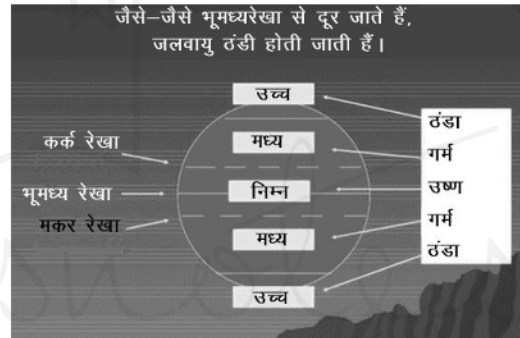 जैसे–जैसे भूमध्यरेखा से दूर जाते हैं,
जलवायु ठंडी होती जाती हैं।
उच्च
ठंडा
कर्क रेखा
मध्य
गर्म
भूमध्य रेखा
निम्न
उष्ण
मकर रेखा
मध्य
गर्म
ठंडा
उच्च